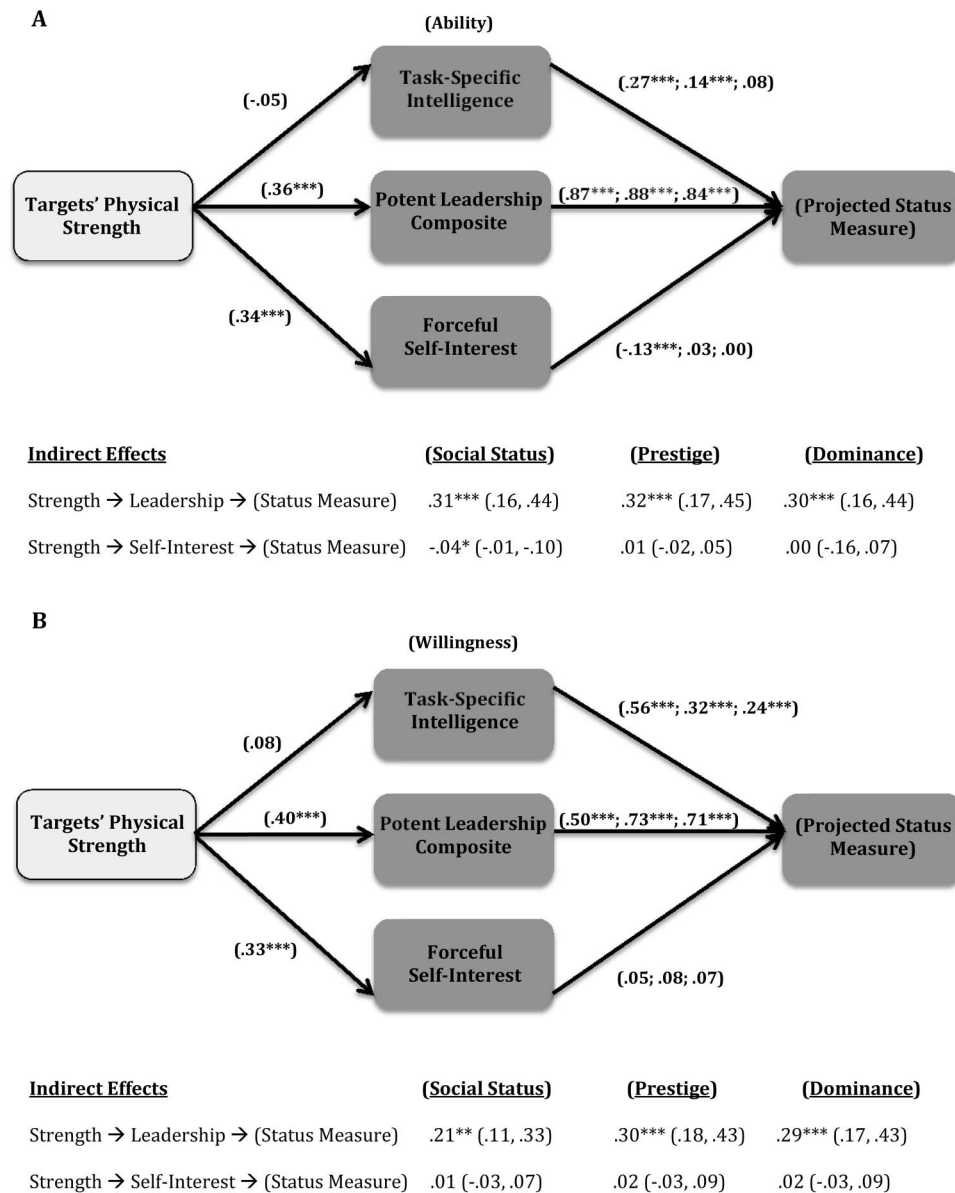 A
(Ability)
Task-Specific
Intelligence
(-.05)
(.27***; .14***; .08)
Targets' Physical
Strength
(.36***)
Potent Leadership
Composite
(.87***; .88***; .84***)
(Projected Status
Measure)
(.34***)
Forceful
Self-Interest
(-.13***; .03; .00)
Indirect Effects (Social Status) (Prestige) (Dominance)
Strength → Leadership → (Status Measure) .31*** (.16, .44) .32*** (.17, .45) .30*** (.16, .44)
Strength → Self-Interest → (Status Measure) -.04* (-.01, -.10) .01 (-.02, .05) .00 (-.16, .07)
B
(Willingness)
Task-Specific
Intelligence
(.08)
(.56***; .32***; .24***)
Targets' Physical
Strength
(.40***)
Potent Leadership
Composite
(.50***; .73***; .71***)
(Projected Status
Measure)
(.33***)
Forceful
Self-Interest
(.05; .08; .07)
Indirect Effects (Social Status) (Prestige) (Dominance)
Strength → Leadership → (Status Measure) .21** (.11, .33) .30*** (.18, .43) .29*** (.17, .43)
Strength → Self-Interest → (Status Measure) .01 (-.03, .07) .02 (-.03, .09) .02 (-.03, .09)